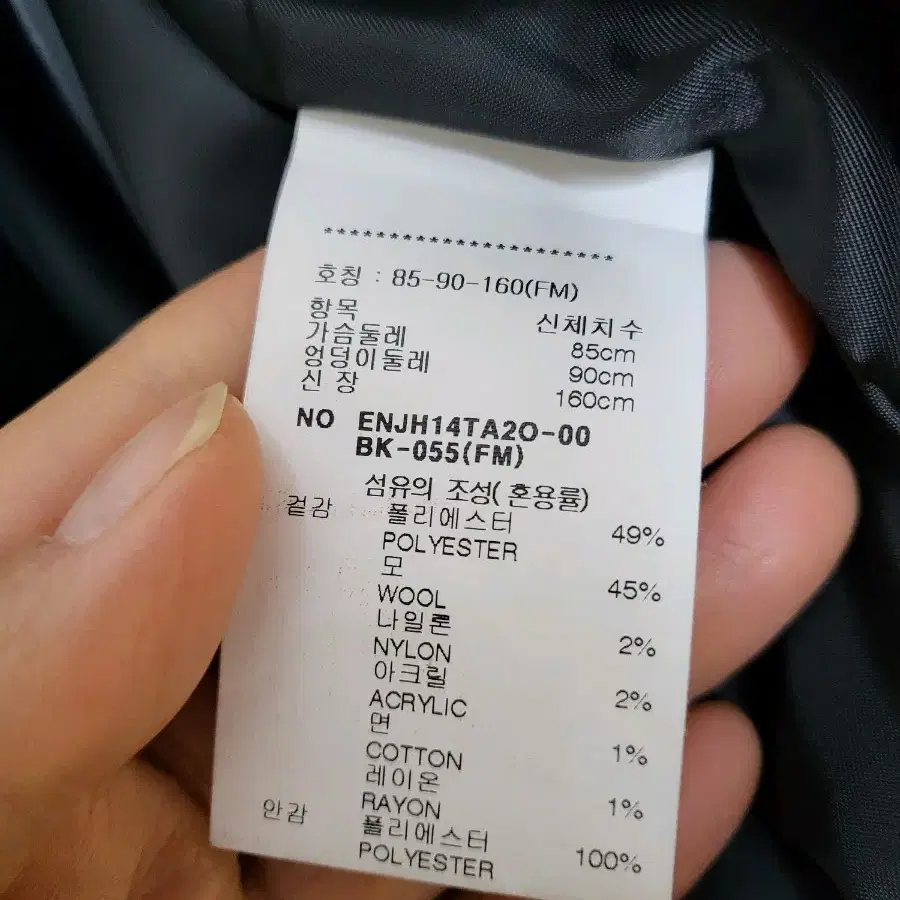 **********************
호칭 : 85-90-160(FM)
항목 신체치수
가슴둘레 85cm
엉덩이둘레 90cm
신 장 160cm
NO ENJH14TA2O-00
BK-055(FM)
섬유의 조성( 혼용률)
겉감 폴리에스터 49%
POLYESTER
모 45%
WOOL
나일론 2%
NYLON
아크릴 2%
ACRYLIC
면 1%
COTTON
레이온 1%
RAYON
안감 폴리에스터 100%
POLYESTER